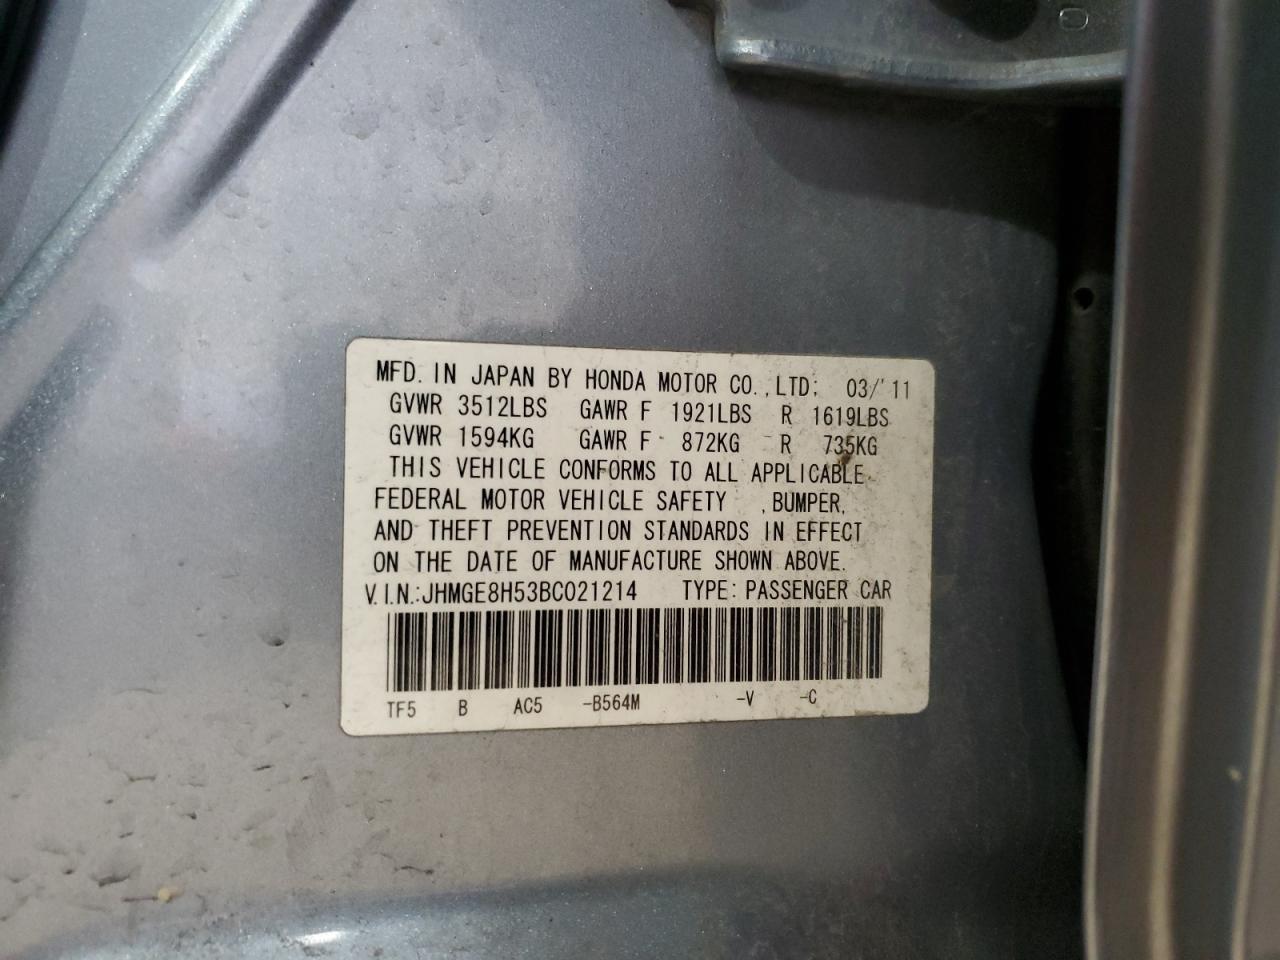 MFD. IN JAPAN BY HONDA MOTOR CO.,LTD; 03/'11
GVWR 3512LBS GAWR F 1921LBS R 1619LBS
GVWR 1594KG GAWR F 872KG R 735KG
THIS VEHICLE CONFORMS TO ALL APPLICABLE
FEDERAL MOTOR VEHICLE SAFETY ,BUMPER,
AND THEFT PREVENTION STANDARDS IN EFFECT
ON THE DATE OF MANUFACTURE SHOWN ABOVE.
V.I.N.:JHMGE8H53BC021214 TYPE: PASSENGER CAR
TF5 B AC5 -B564M -V -C